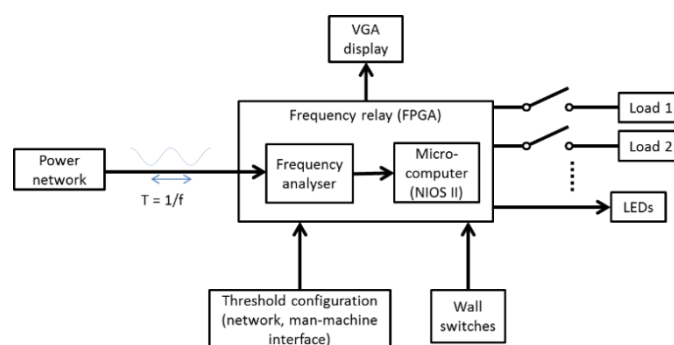 VGA
display
Frequency relay (FPGA)
Load 1
Load 2
Power
network
T = 1/f
Frequency
analyser
Micro-
computer
(NIOS II)
LEDs
Threshold configuration
(network, man-machine
interface)
Wall
switches